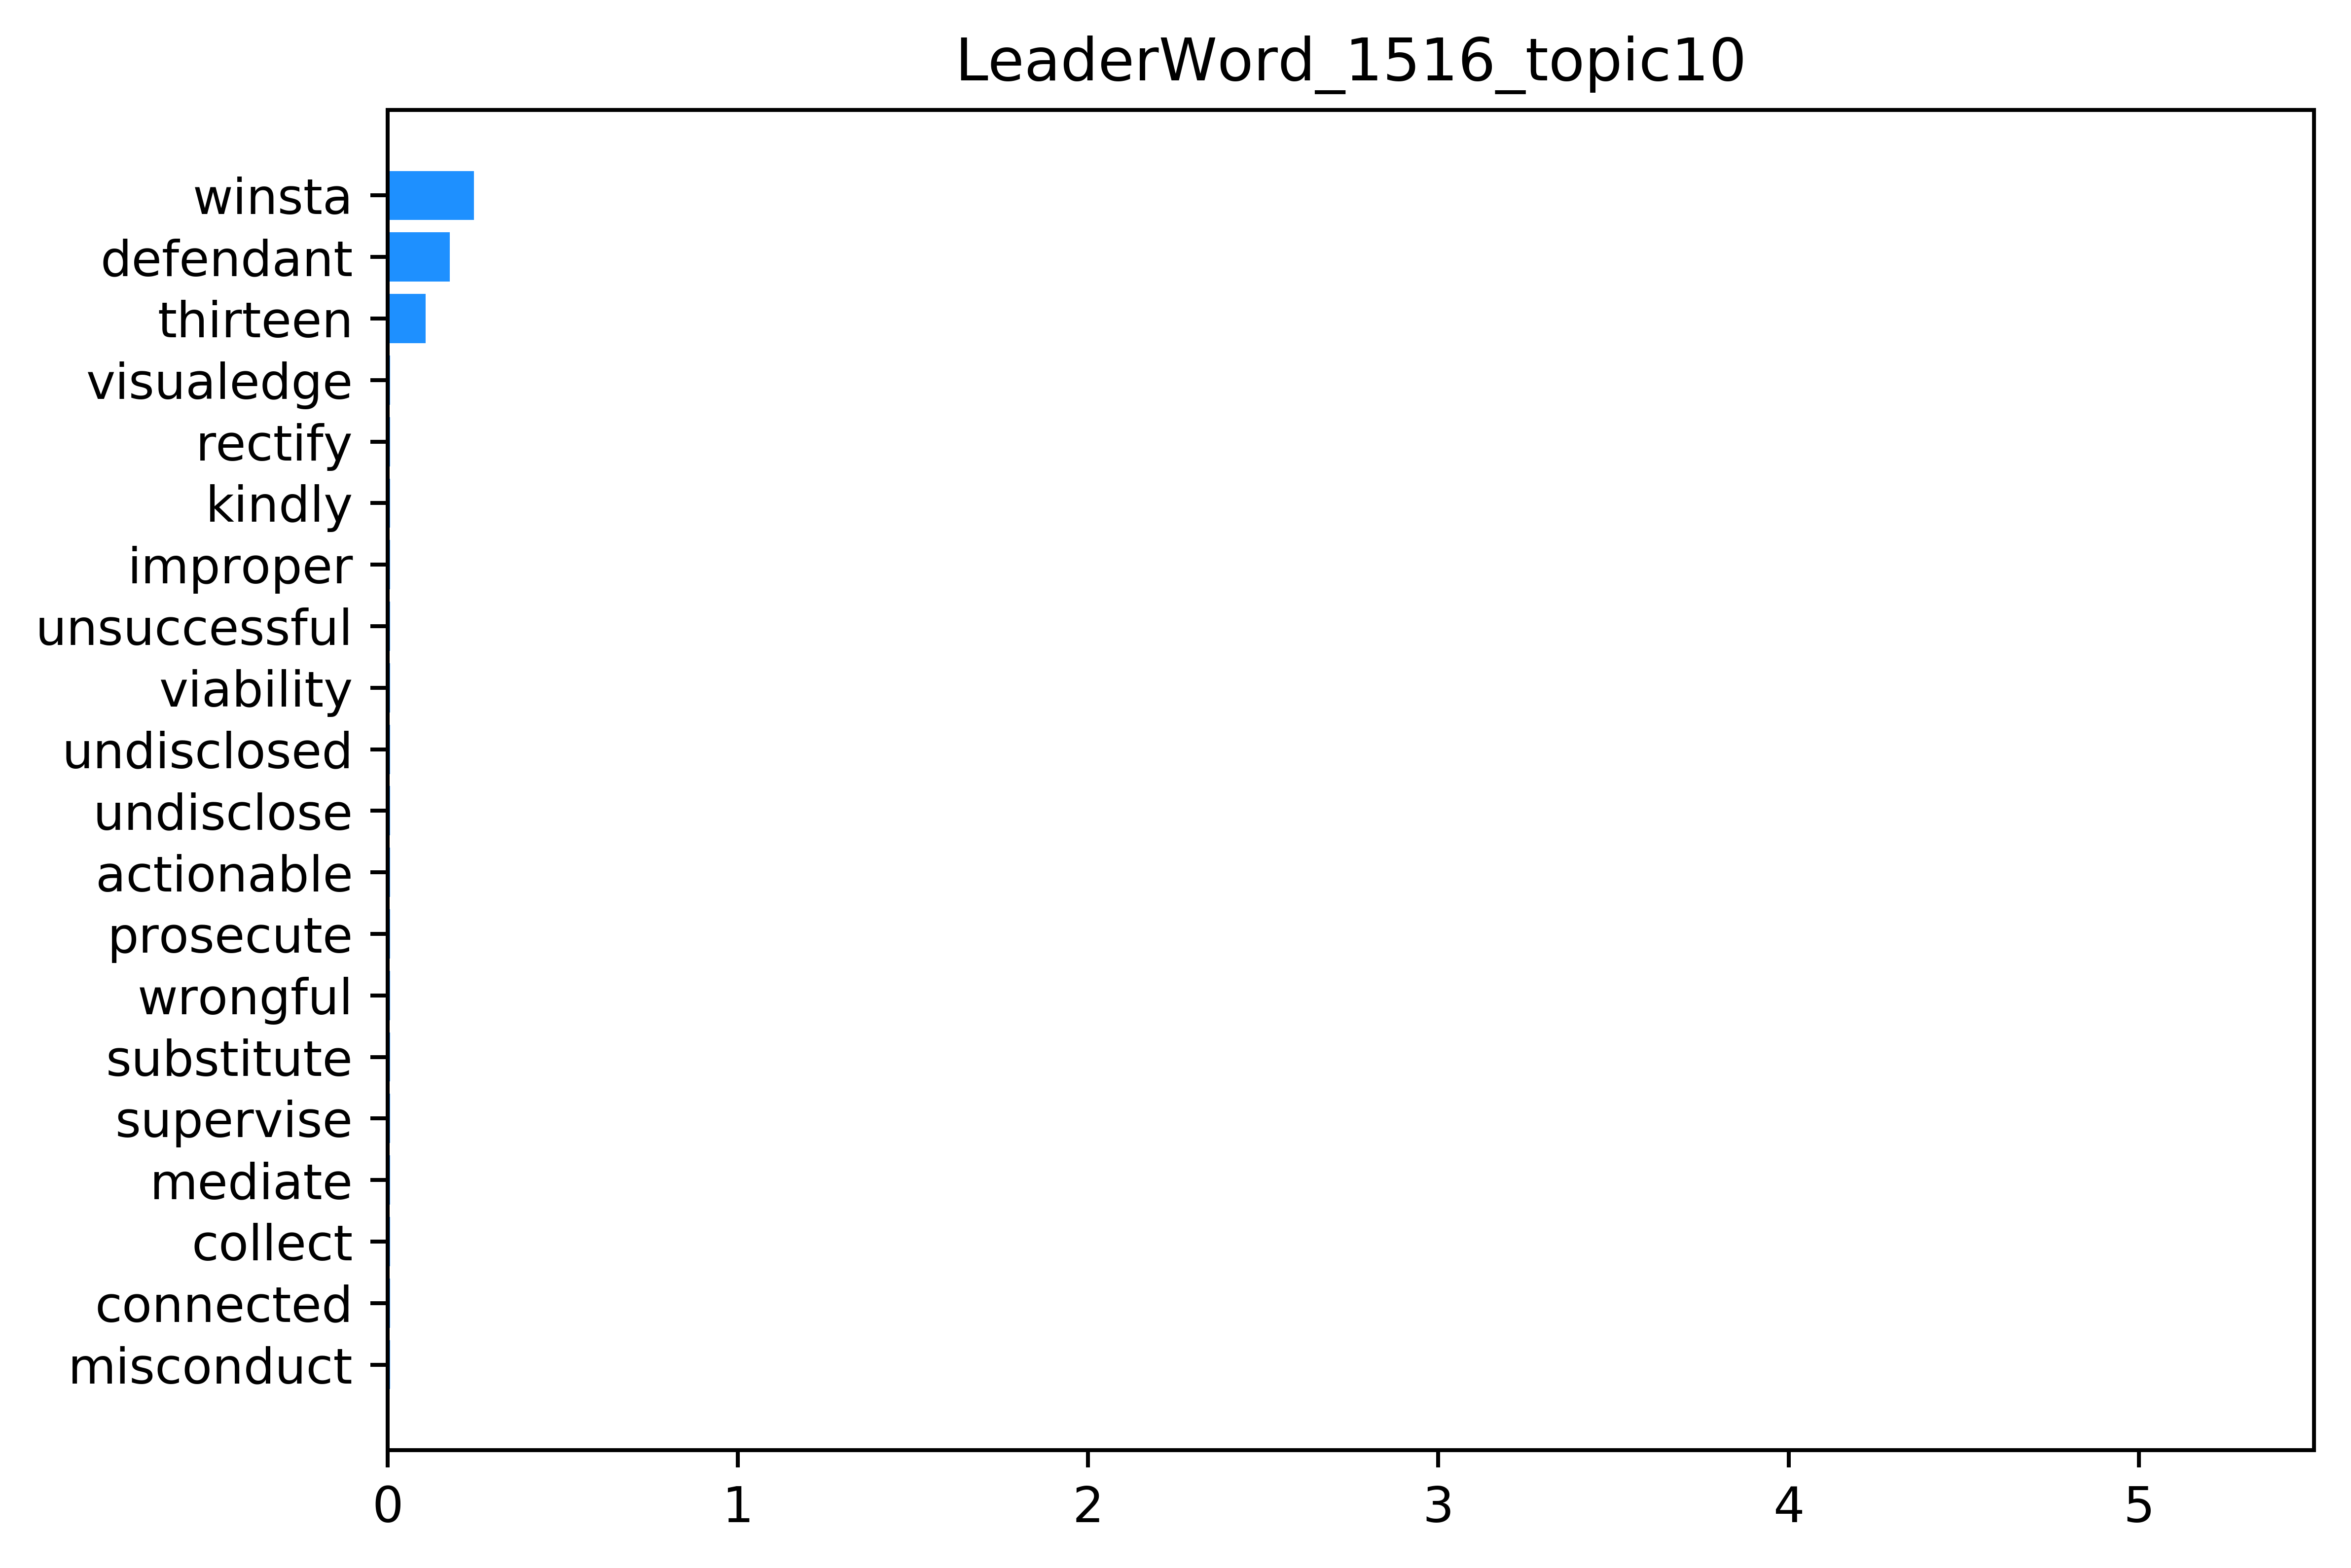 LeaderWord_1516_topic10
winsta
defendant
thirteen
visualedge
rectify
kindly
improper
unsuccessful
viability
undisclosed
undisclose
actionable
prosecute
wrongful
substitute
supervise
mediate
collect
connected
misconduct
0 1 2 3 4 5